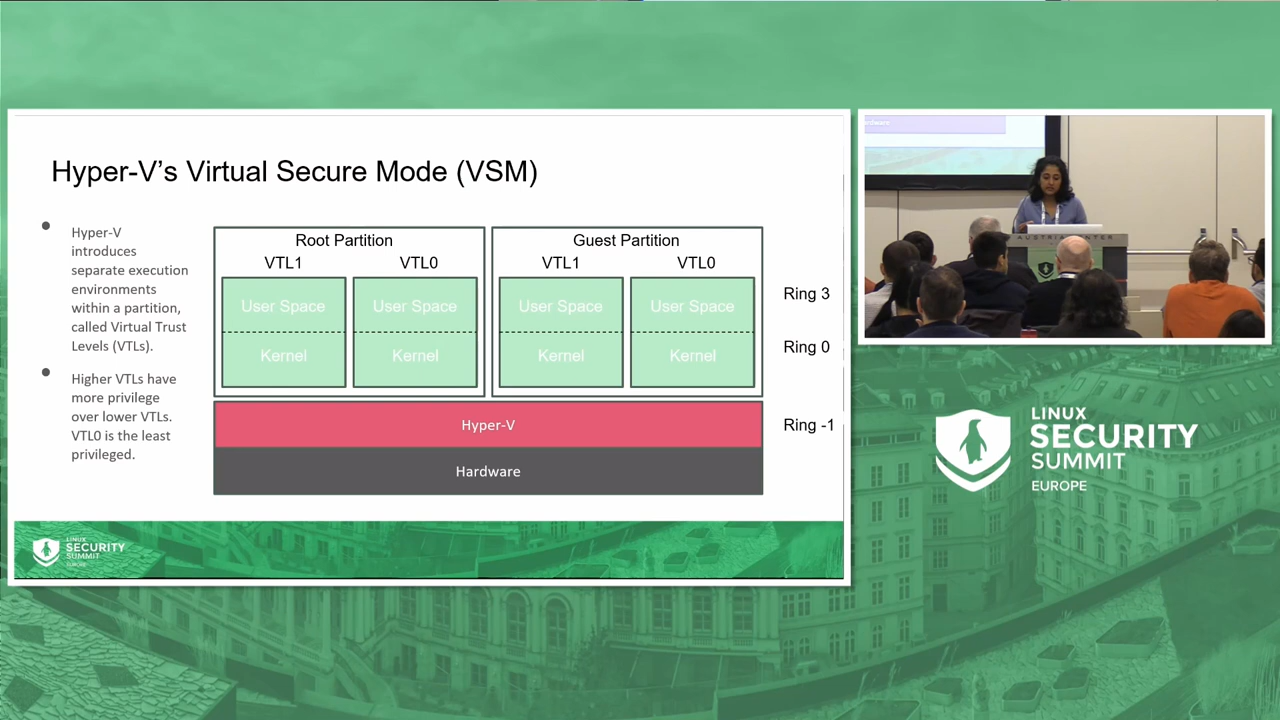 Hyper-V's Virtual Secure Mode (VSM)
Hyper-V
introduces
separate execution
environments
within a partition,
called Virtual Trust
Levels (VTLs).
Higher VTLs have
more privilege
over lower VTLs.
VTL0 is the least
privileged.
Root Partition
VTL1 VTL0
User Space User Space
Kernel Kernel
Guest Partition
VTL1 VTL0
User Space User Space
Kernel Kernel
Ring 3
Ring 0
Hyper-V
Ring -1
Hardware
LINUX
SECURITY
SUMMIT
EUROPE
AUSTRIA CENTER
LINUX
SECURITY
SUMMIT
EUROPE